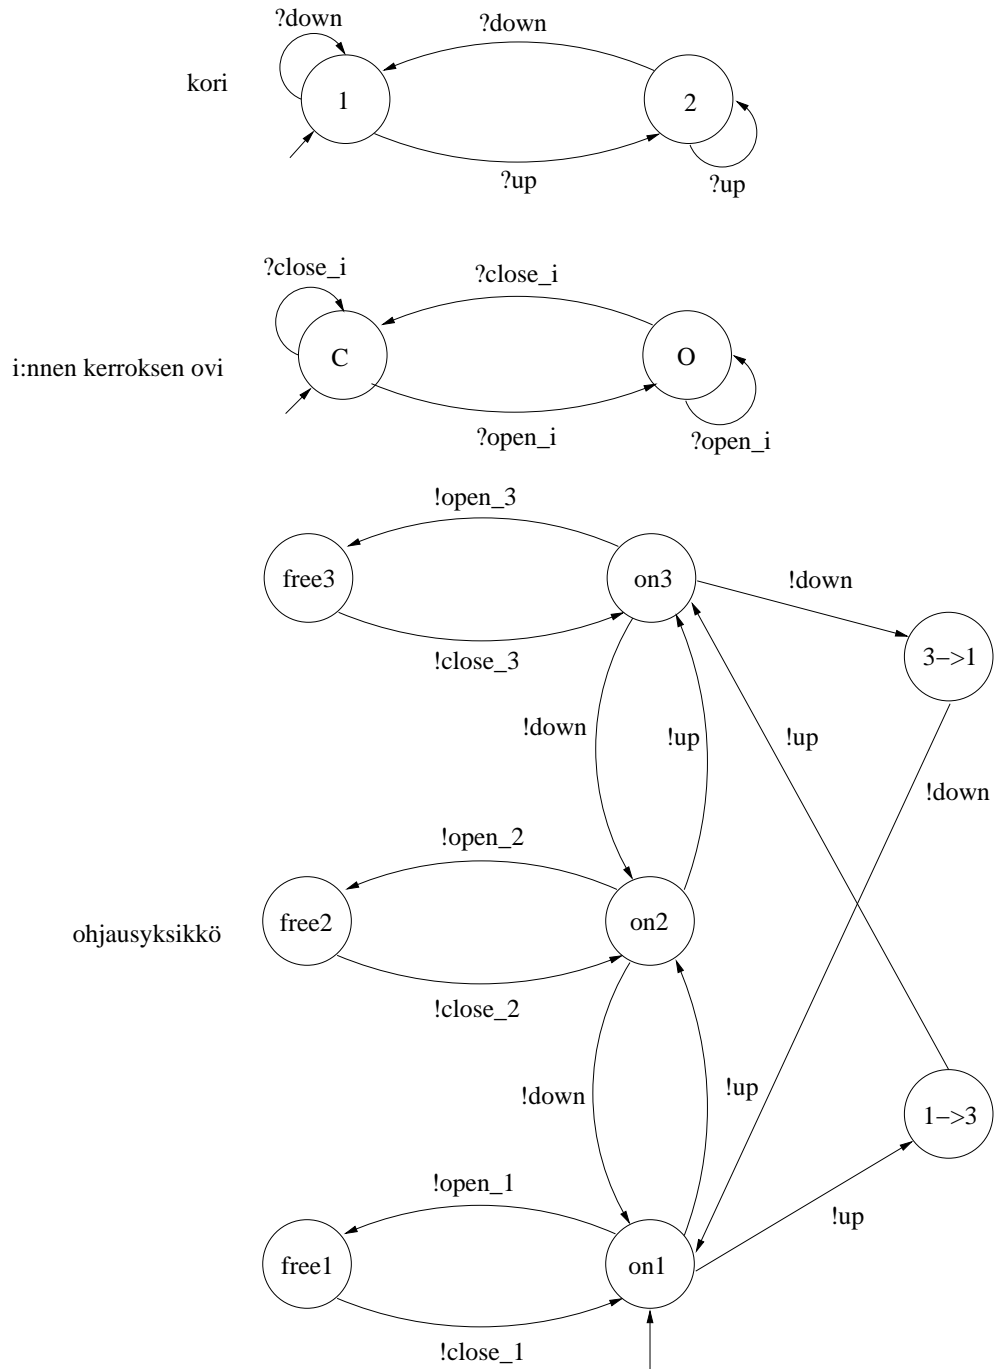 ?down
?down
kori
1
2
?up
?up
?close_i
?close_i
i:nnen kerroksen ovi
C
O
?open_i
?open_i
!open_3
free3
on3
!down
!close_3
3->1
!down
!up
!up
!down
!open_2
free2
on2
ohjausyksikkö
!close_2
!down
!up
1->3
!open_1
!up
free1
on1
!close_1